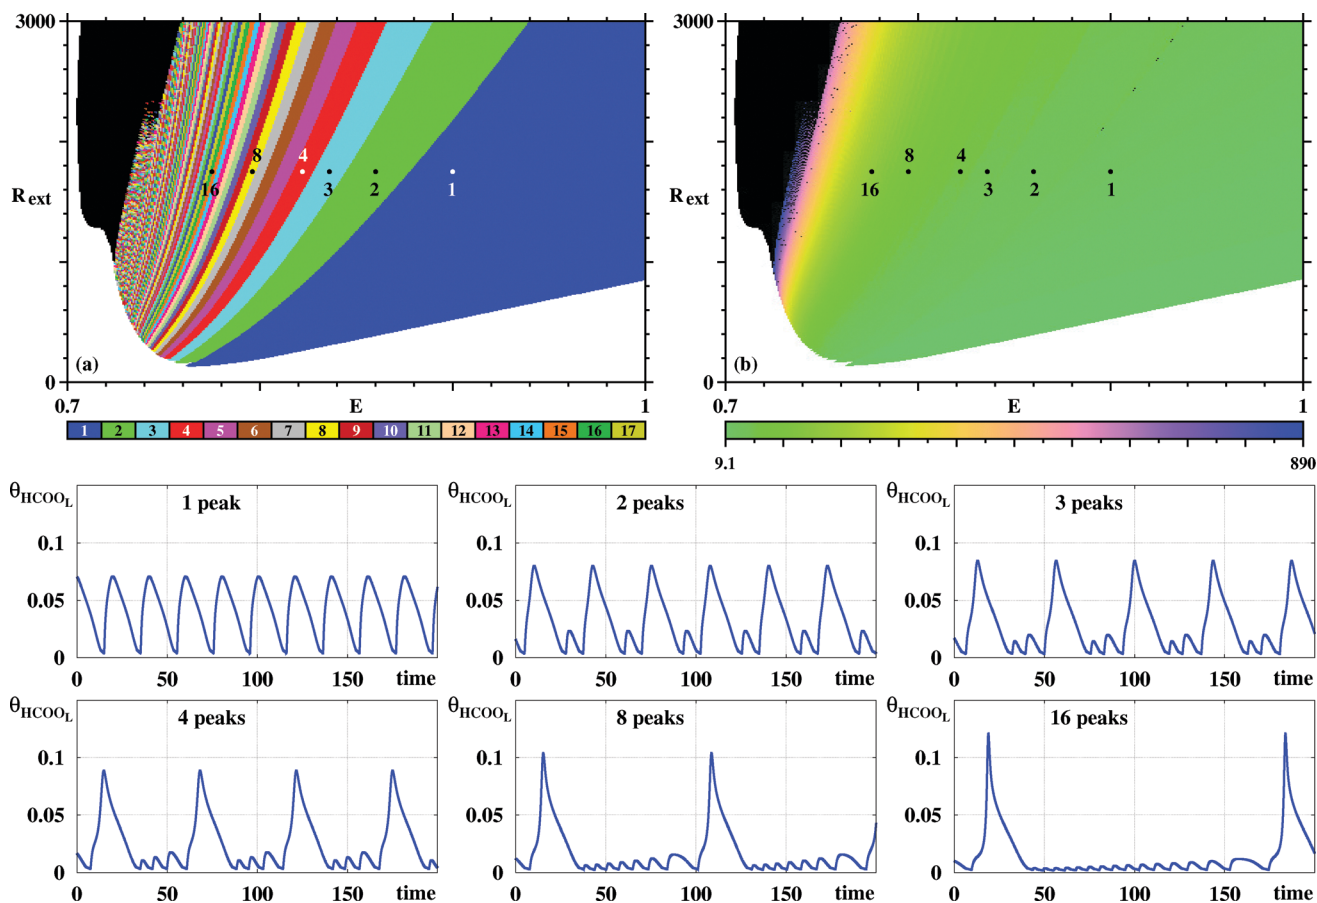 3000
8
4
16
3
2
1
R ext
(a)
0
0.7
E
1
1 2 3 4 5 6 7 8 9 10 11 12 13 14 15 16 17
3000
8
4
16
3
2
1
R ext
(b)
0
0.7
E
1
9.1
890
θHCOOL
1 peak
0.1
0.05
0
0 50 100 150 time
θHCOOL
2 peaks
0.1
0.05
0
0 50 100 150 time
θHCOOL
3 peaks
0.1
0.05
0
0 50 100 150 time
θHCOOL
4 peaks
0.1
0.05
0
0 50 100 150 time
θHCOOL
8 peaks
0.1
0.05
0
0 50 100 150 time
θHCOOL
16 peaks
0.1
0.05
0
0 50 100 150 time